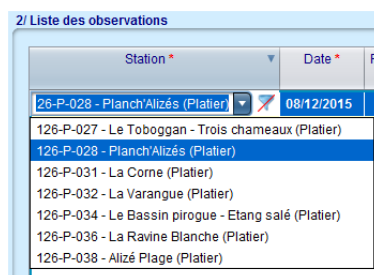 2/ Liste des observations
Station * Date *
26-P-028 - Planch'Alizés (Platier) 08/12/2015
126-P-027 - Le Toboggan - Trois chameaux (Platier)
126-P-028 - Planch'Alizés (Platier)
126-P-031 - La Corne (Platier)
126-P-032 - La Varangue (Platier)
126-P-034 - Le Bassin pirogue - Etang salé (Platier)
126-P-036 - La Ravine Blanche (Platier)
126-P-038 - Alizé Plage (Platier)